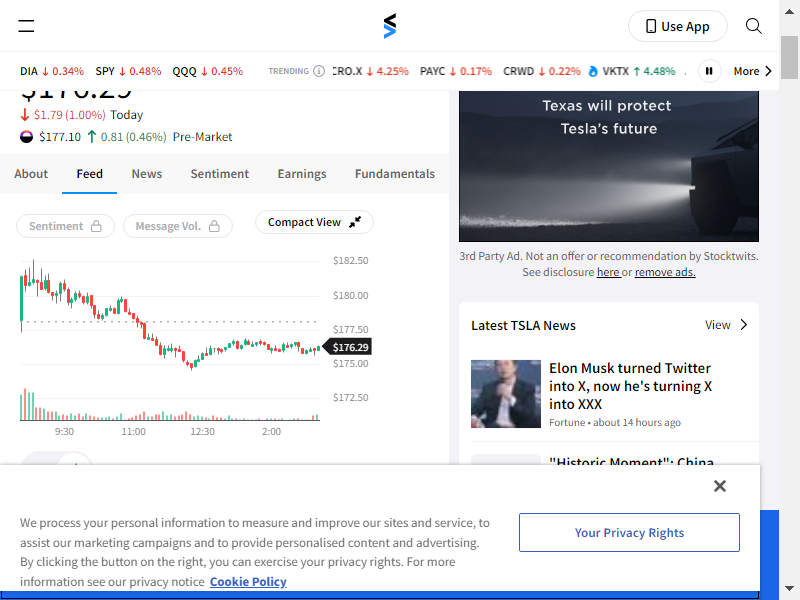 Use App
DIA ↓ 0.34% SPY ↓ 0.48% QQQ ↓ 0.45% TRENDING CRO.X ↓ 4.25% PAYC ↓ 0.17% CRWD ↓ 0.22% VKTX ↑ 4.48% More
$176.29
↓ $1.79 (1.00%) Today
$177.10 ↑ 0.81 (0.46%) Pre-Market
About Feed News Sentiment Earnings Fundamentals
Sentiment Message Vol. Compact View
$182.50
$180.00
$177.50
$176.29
$175.00
$172.50
9:30 11:00 12:30 2:00
Texas will protect
Tesla's future
3rd Party Ad. Not an offer or recommendation by Stocktwits.
See disclosure here or remove ads.
Latest TSLA News View
Elon Musk turned Twitter
into X, now he's turning X
into XXX
Fortune • about 14 hours ago
"Historic Moment": China
We process your personal information to measure and improve our sites and service, to
assist our marketing campaigns and to provide personalised content and advertising.
By clicking the button on the right, you can exercise your privacy rights. For more
information see our privacy notice Cookie Policy
Your Privacy Rights